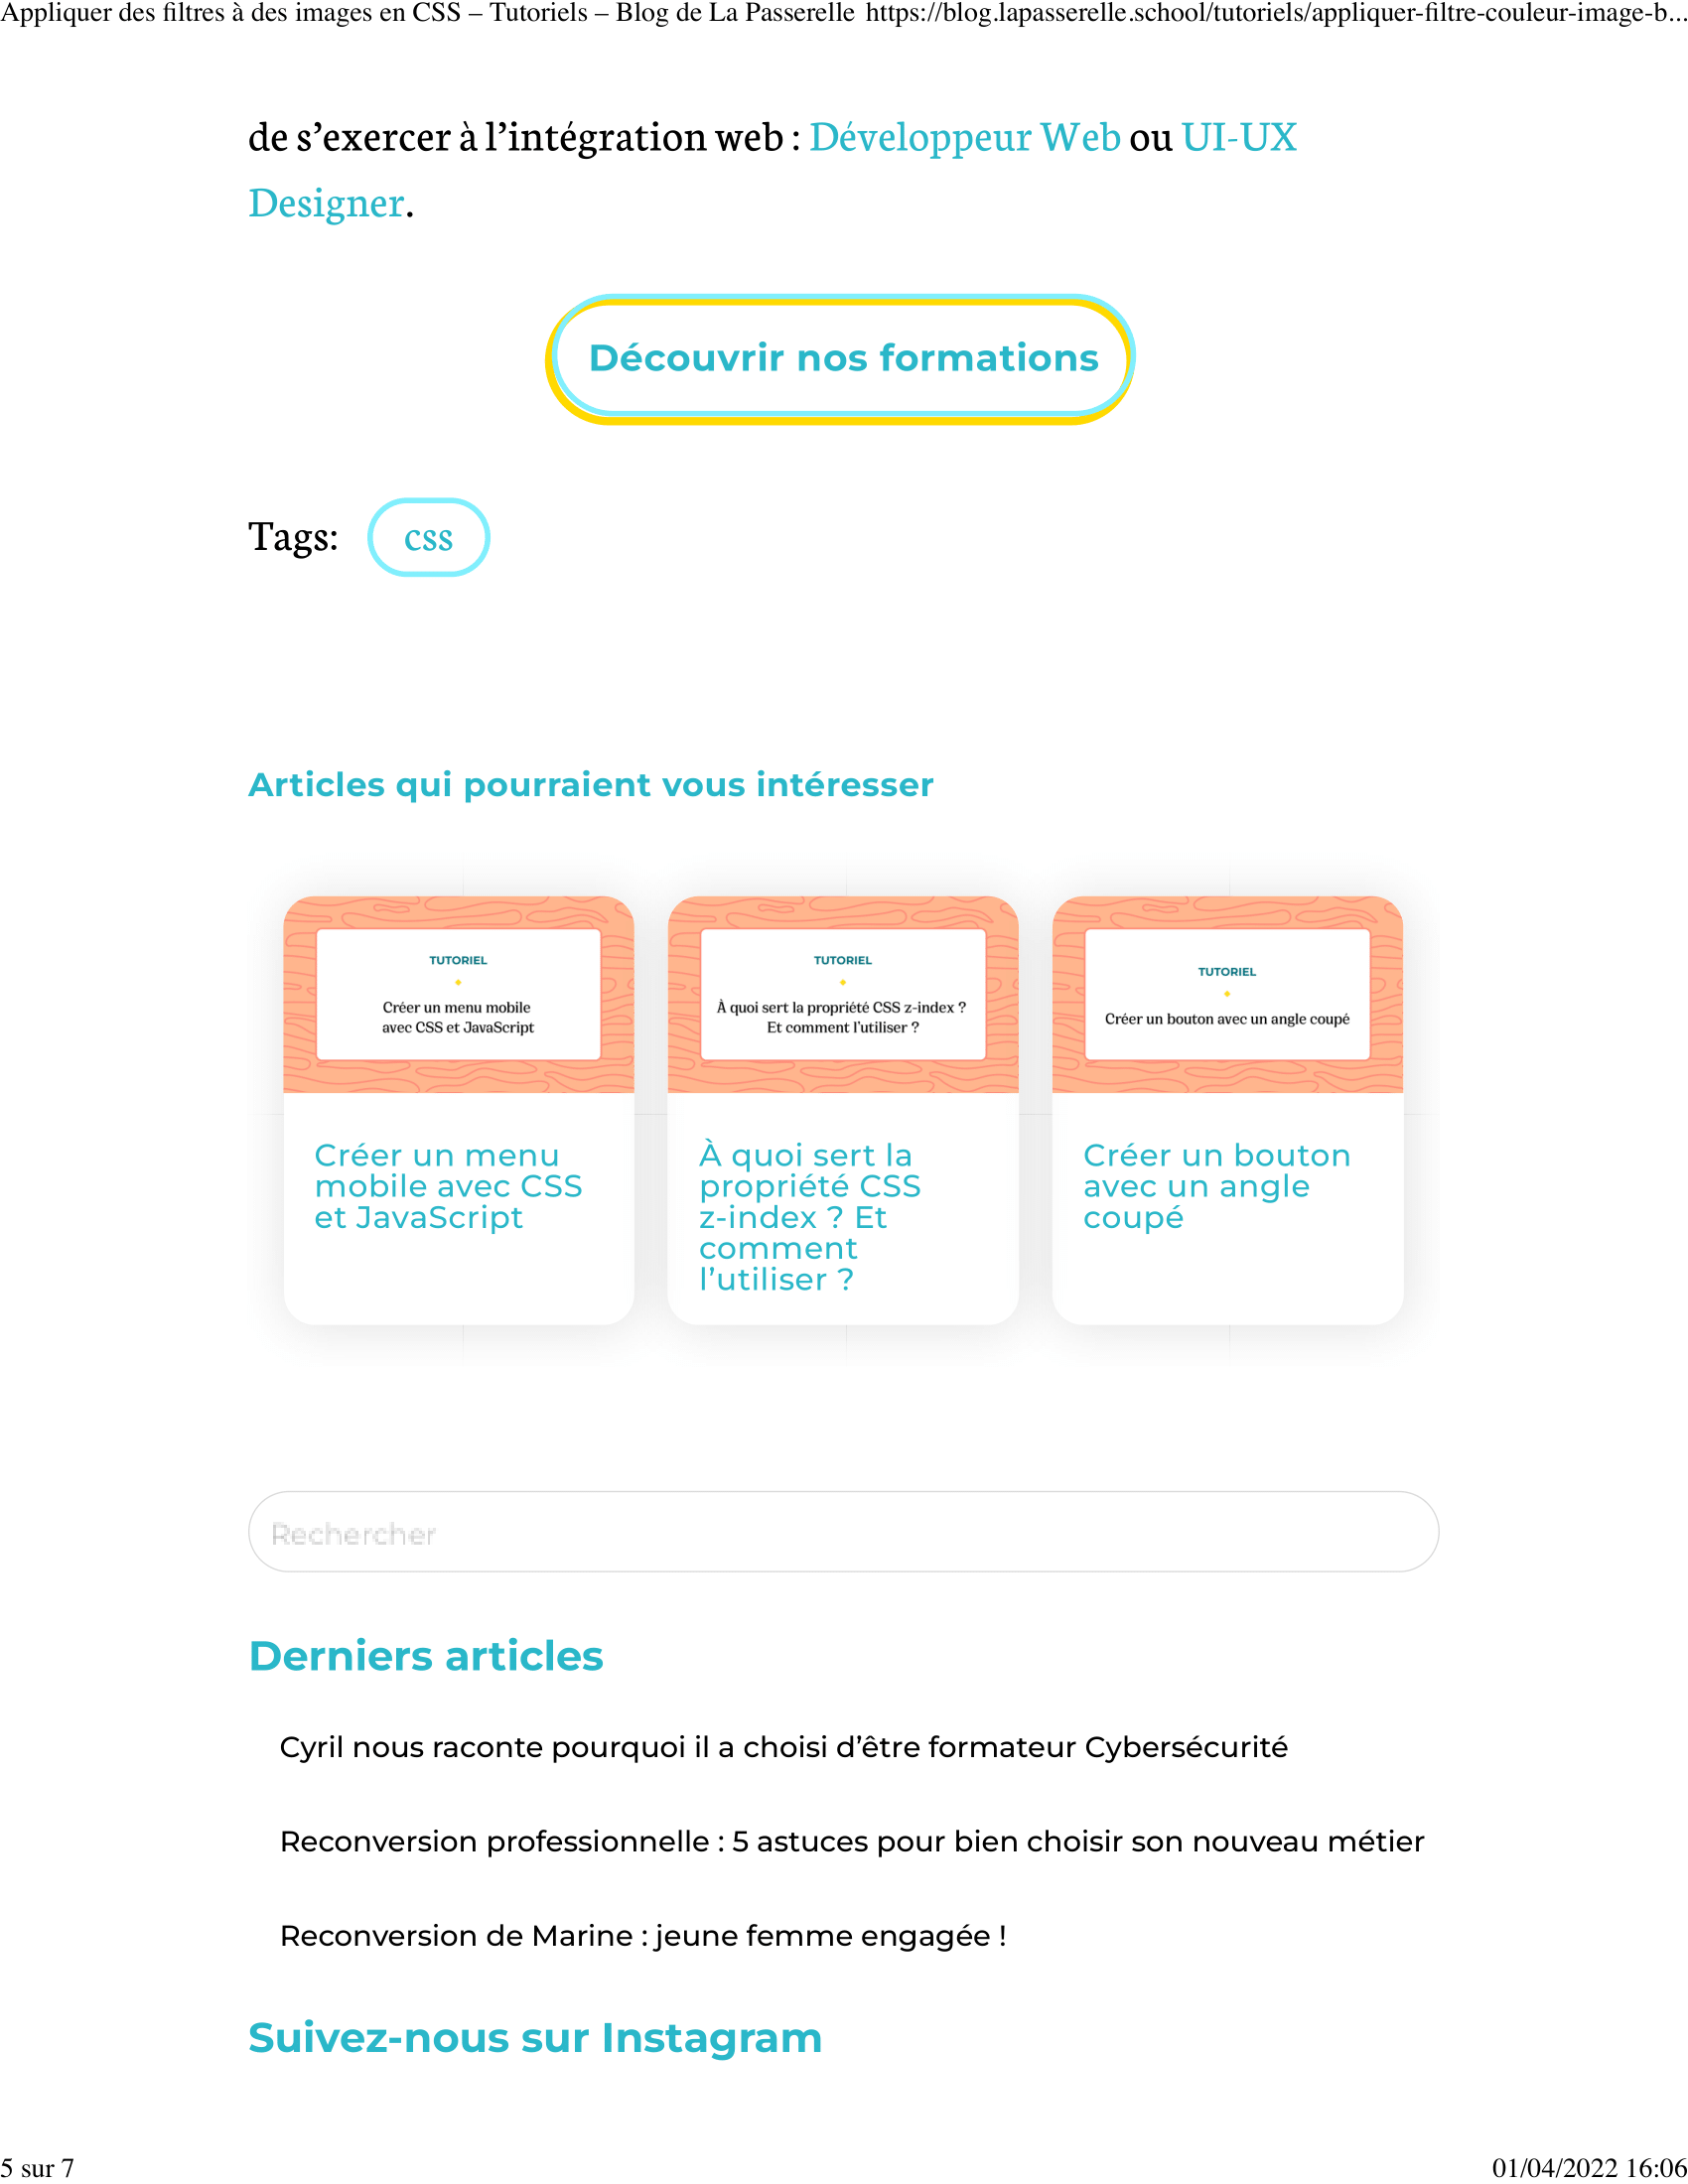 Appliquer des filtres à des images en CSS – Tutoriels – Blog de La Passerelle https://blog.lapasserelle.school/tutoriels/appliquer-filtre-couleur-image-b...
de s’exercer à l’intégration web : Développeur Web ou UI-UX
Designer.
Découvrir nos formations
Tags: css
Articles qui pourraient vous intéresser
TUTORIEL
Créer un menu mobile
avec CSS et JavaScript
Créer un menu
mobile avec CSS
et JavaScript
TUTORIEL
À quoi sert la propriété CSS z-index ?
Et comment l’utiliser ?
À quoi sert la
propriété CSS
z-index ? Et
comment
l’utiliser ?
TUTORIEL
Créer un bouton avec un angle coupé
Créer un bouton
avec un angle
coupé
Rechercher
Derniers articles
Cyril nous raconte pourquoi il a choisi d’être formateur Cybersécurité
Reconversion professionnelle : 5 astuces pour bien choisir son nouveau métier
Reconversion de Marine : jeune femme engagée !
Suivez-nous sur Instagram
5 sur 7 01/04/2022 16:06